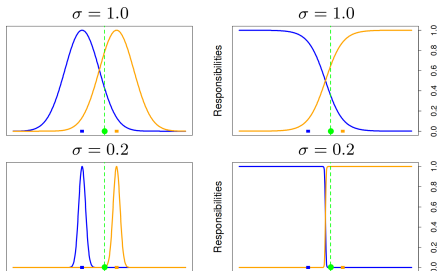 σ = 1.0
σ = 1.0
Responsibilities
0.0 0.2 0.4 0.6 0.8 1.0
σ = 0.2
σ = 0.2
Responsibilities
0.0 0.2 0.4 0.6 0.8 1.0